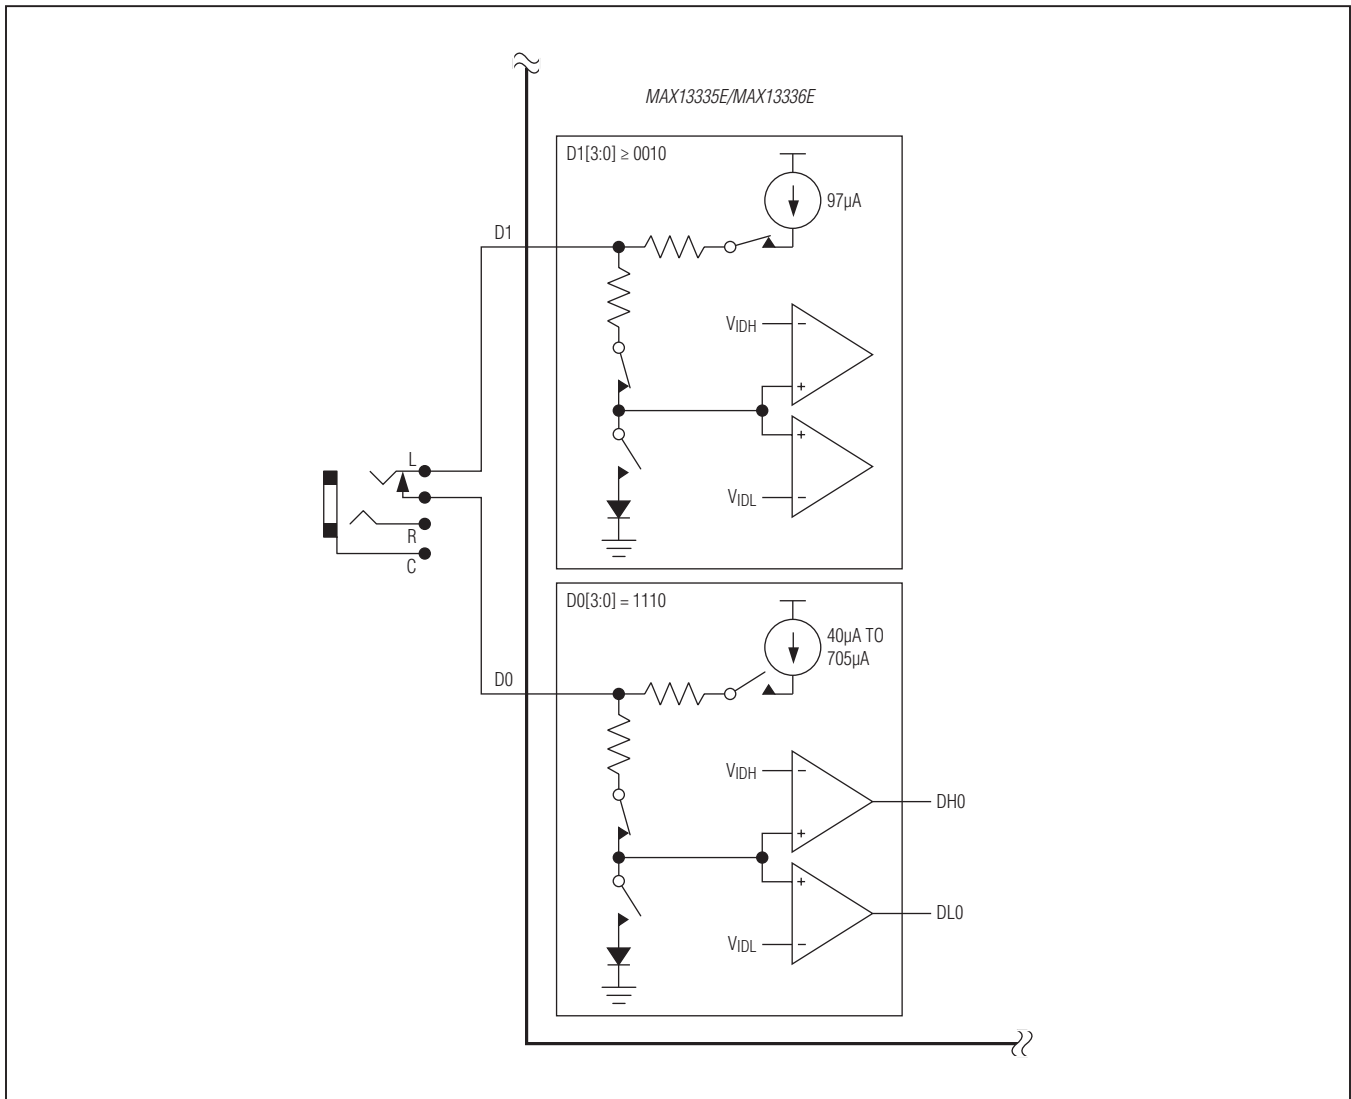 MAX13335E/MAX13336E
D1[3:0] ≥ 0010
97µA
D1
VIDH
−
+
+
VIDL
−
L
R
C
D0[3:0] = 1110
40µA TO
705µA
D0
VIDH
−
DH0
+
+
DL0
VIDL
−